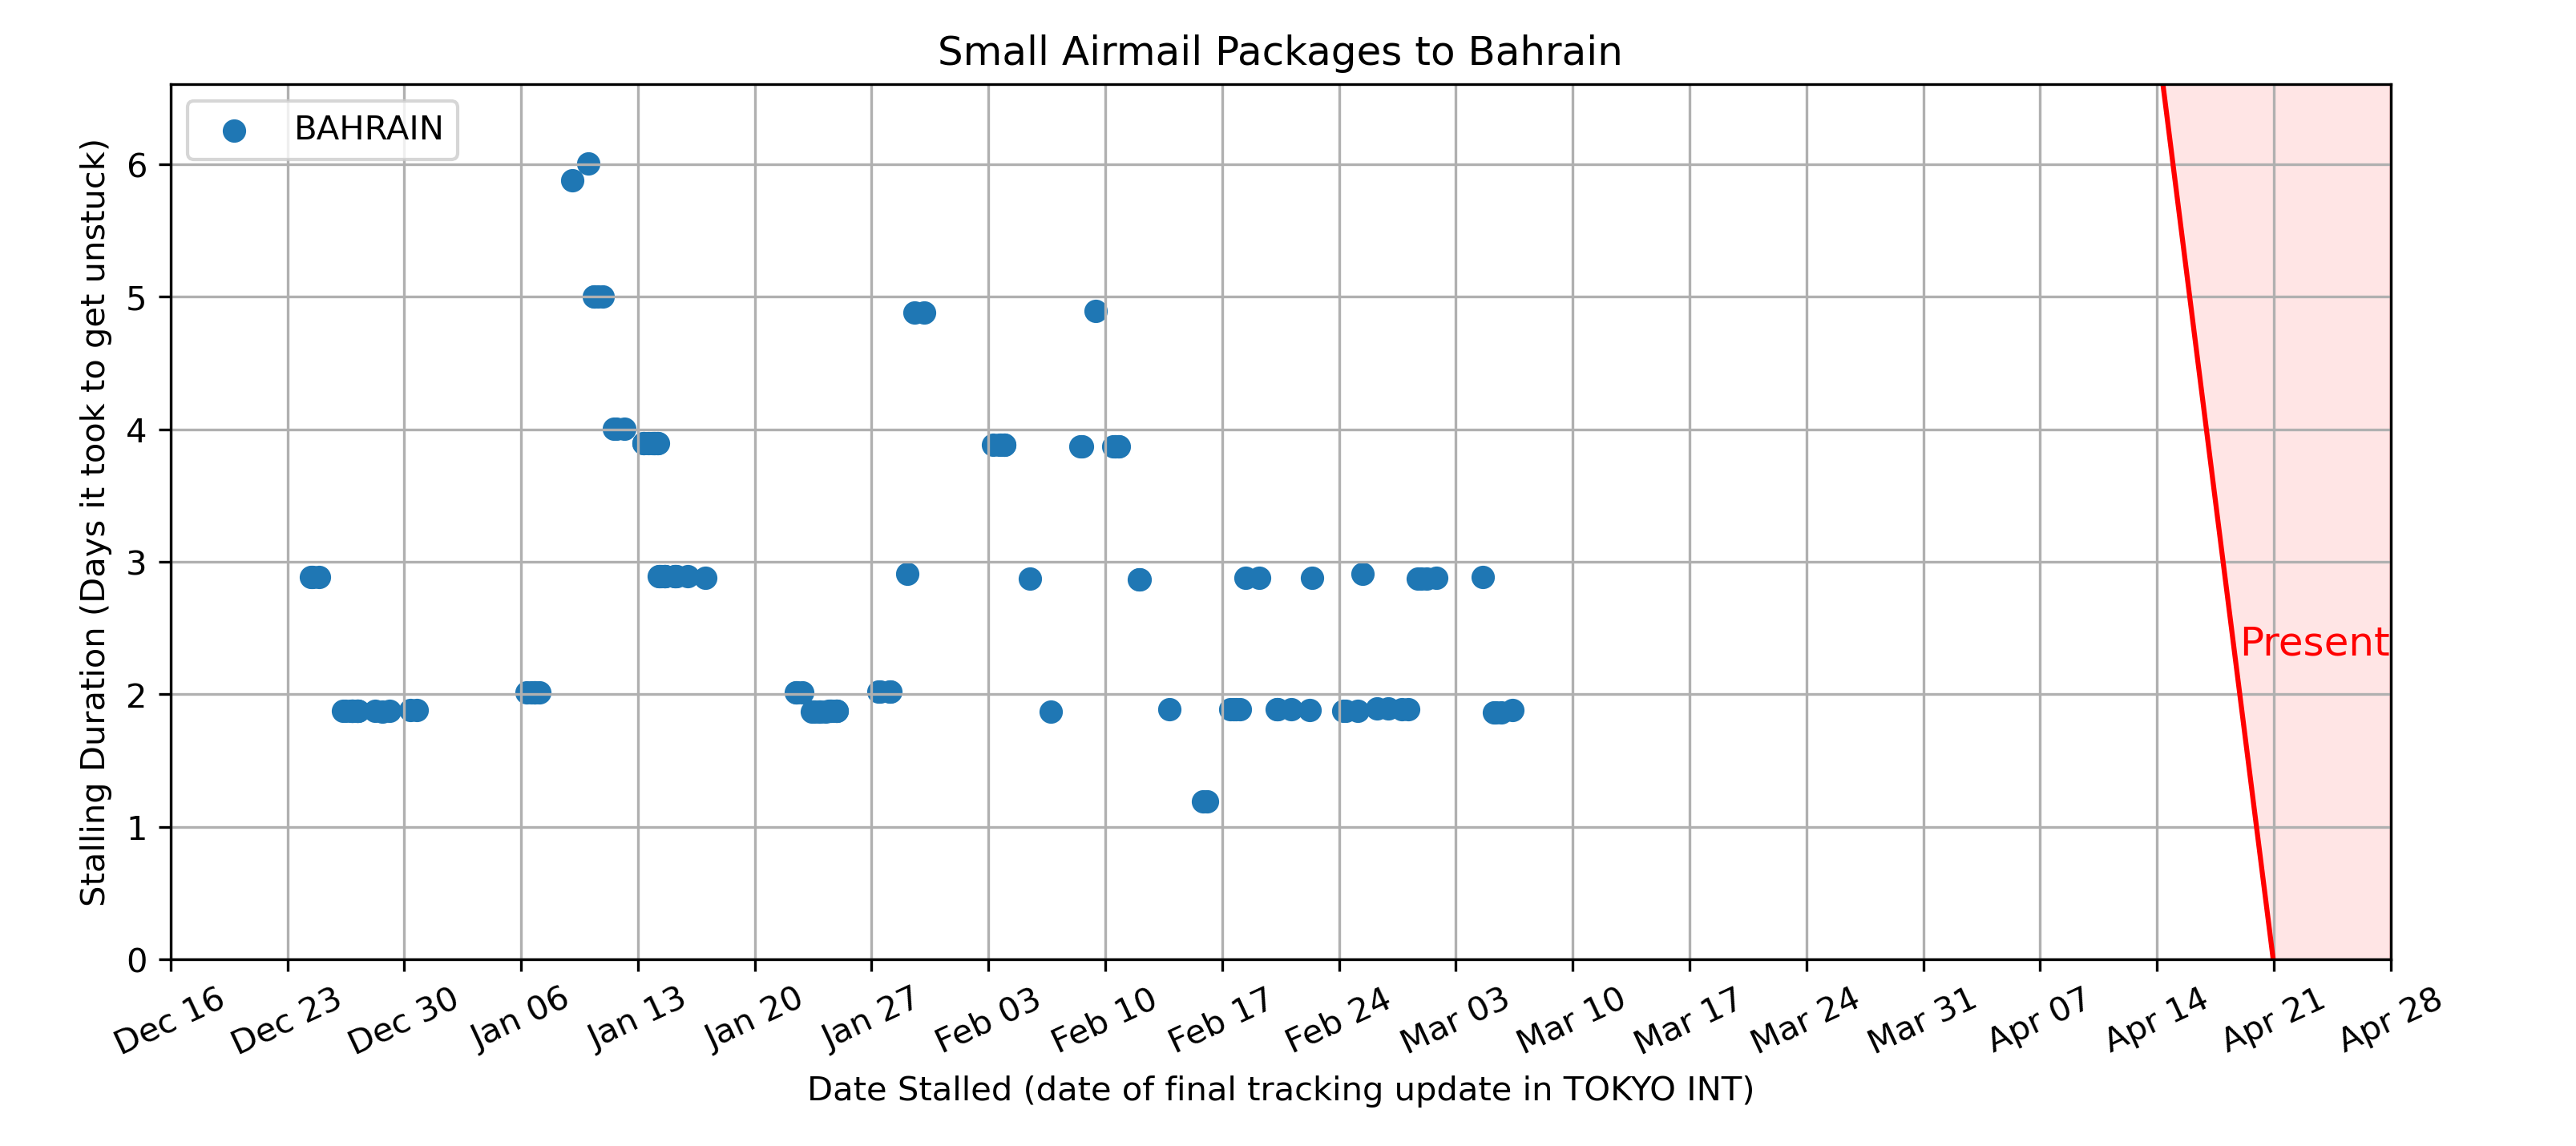 Small Airmail Packages to Bahrain
BAHRAIN
Stalling Duration (Days it took to get unstuck)
6
5
4
3
2
1
0
Present
Dec 16
Dec 23
Dec 30
Jan 06
Jan 13
Jan 20
Jan 27
Feb 03
Feb 10
Feb 17
Feb 24
Mar 03
Mar 10
Mar 17
Mar 24
Mar 31
Apr 07
Apr 14
Apr 21
Apr 28
Date Stalled (date of final tracking update in TOKYO INT)